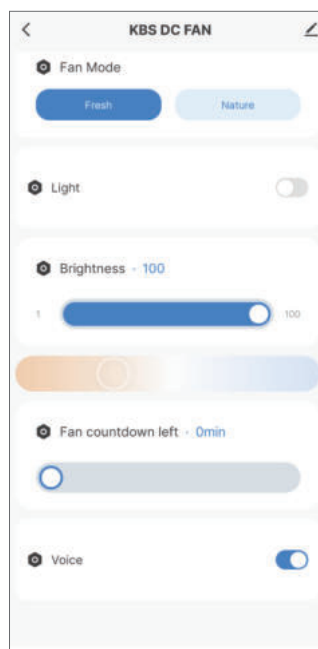 KBS DC FAN
Fan Mode
Fresh Nature
Light
Brightness · 100
1 100
Fan countdown left · 0min
Voice